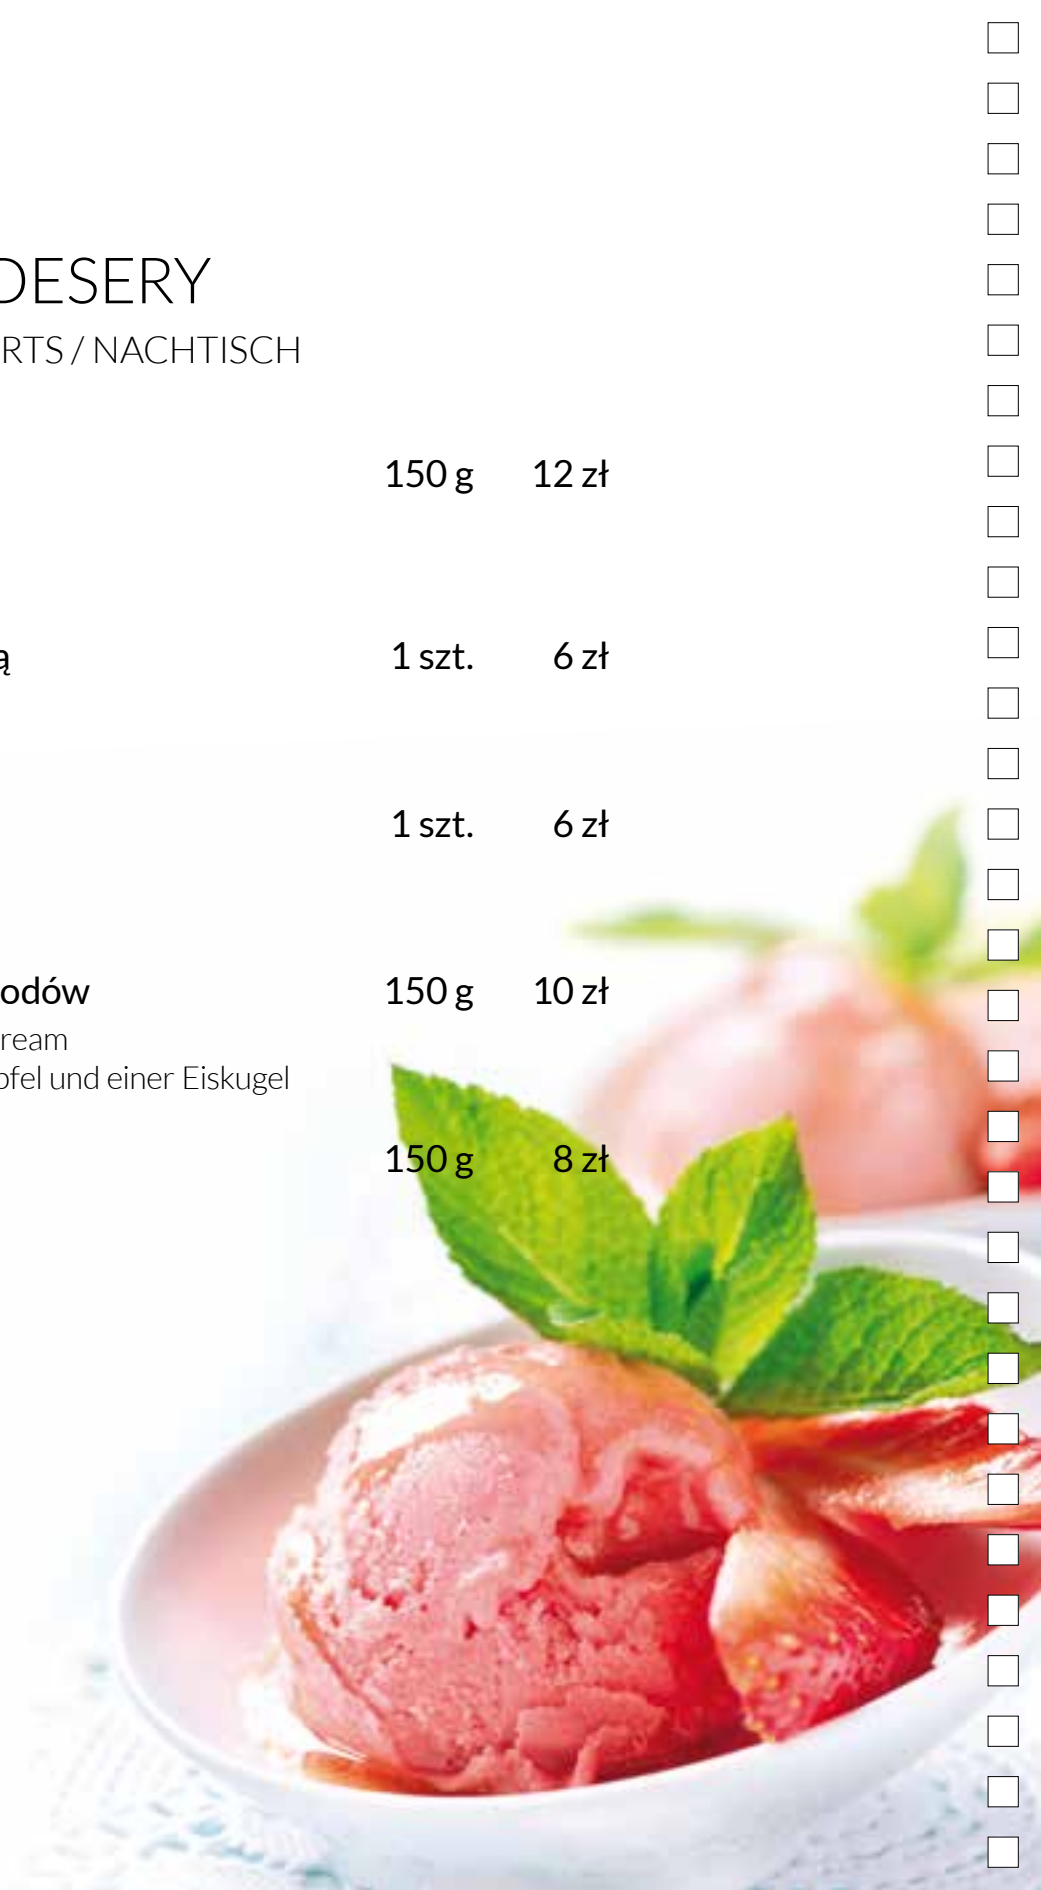 DESERY
RTS / NACHTISCH
150 g 12 zł
ą 1 szt. 6 zł
1 szt. 6 zł
odów 150 g 10 zł
ream
pfel und einer Eiskugel
150 g 8 zł